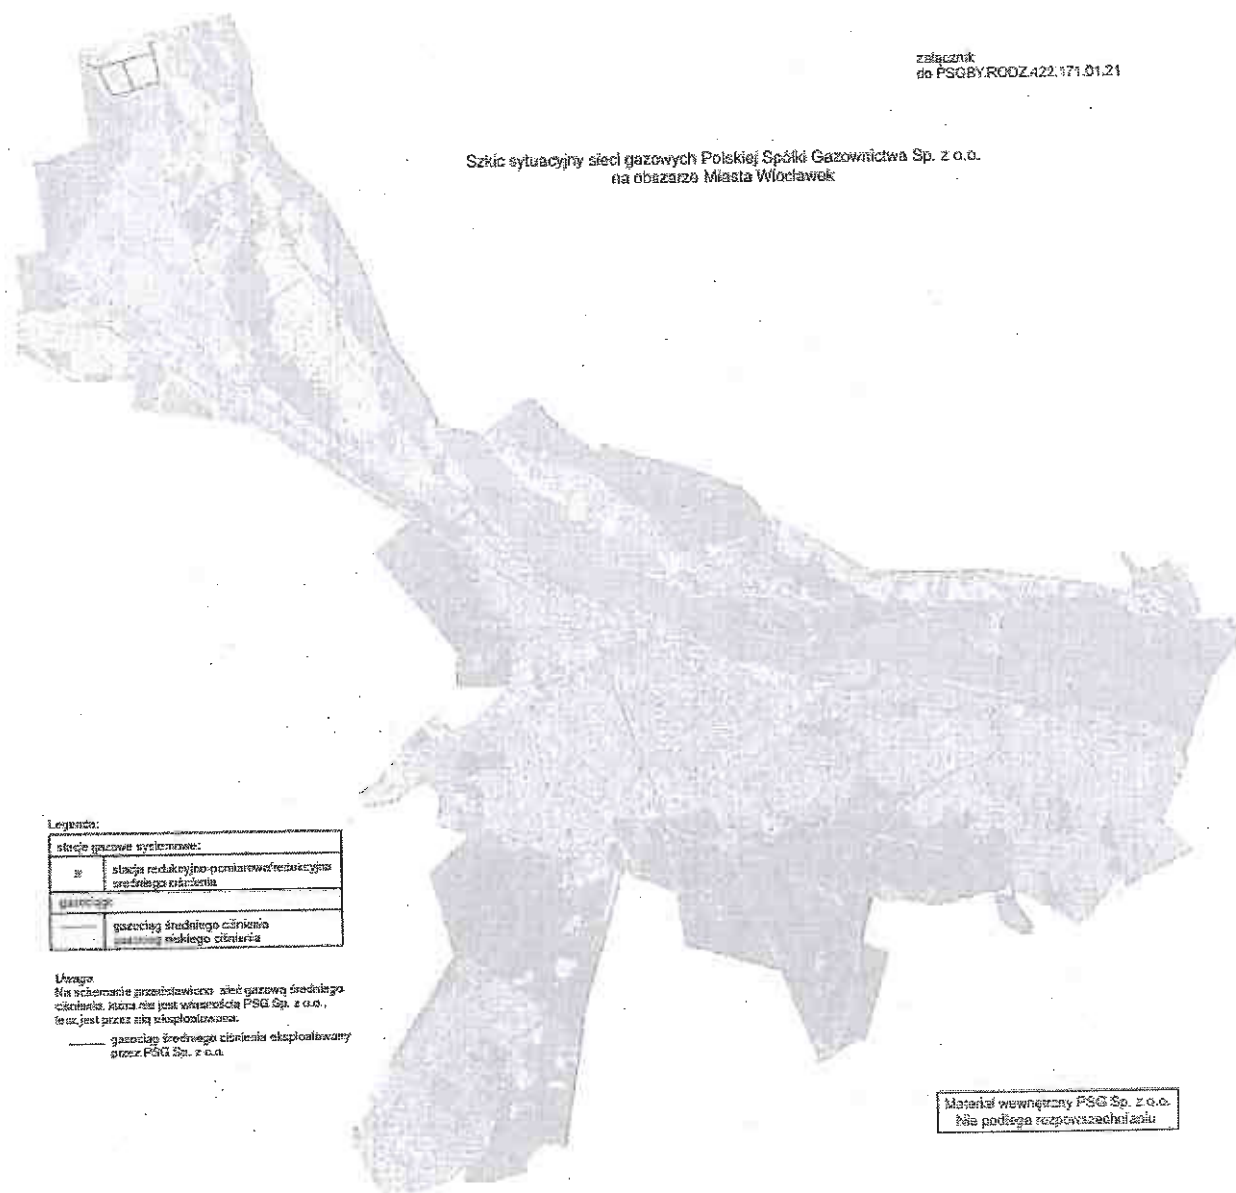 załącznik
do PSGBY.RODZ.422.171.01.21
Szkic sytuacyjny sieci gazowych Polskiej Spółki Gazownictwa Sp. z o.o.
na obszarze Miasta Włocławek
Legenda:
stacje gazowe systemowe:
stacja redukcyjno-pomiarowa/redukcyjna
średniego ciśnienia
gazociągi:
gazociąg średniego ciśnienia
gazociąg niskiego ciśnienia
Uwaga
Na schemacie przedstawiono sieć gazową średniego
ciśnienia, która nie jest własnością PSG Sp. z o.o.,
lecz jest przez nią eksploatowana.
gazociąg średniego ciśnienia eksploatowany
przez PSG Sp. z o.o.
Materiał wewnętrzny PSG Sp. z o.o.
Nie podlega rozpowszechnianiu